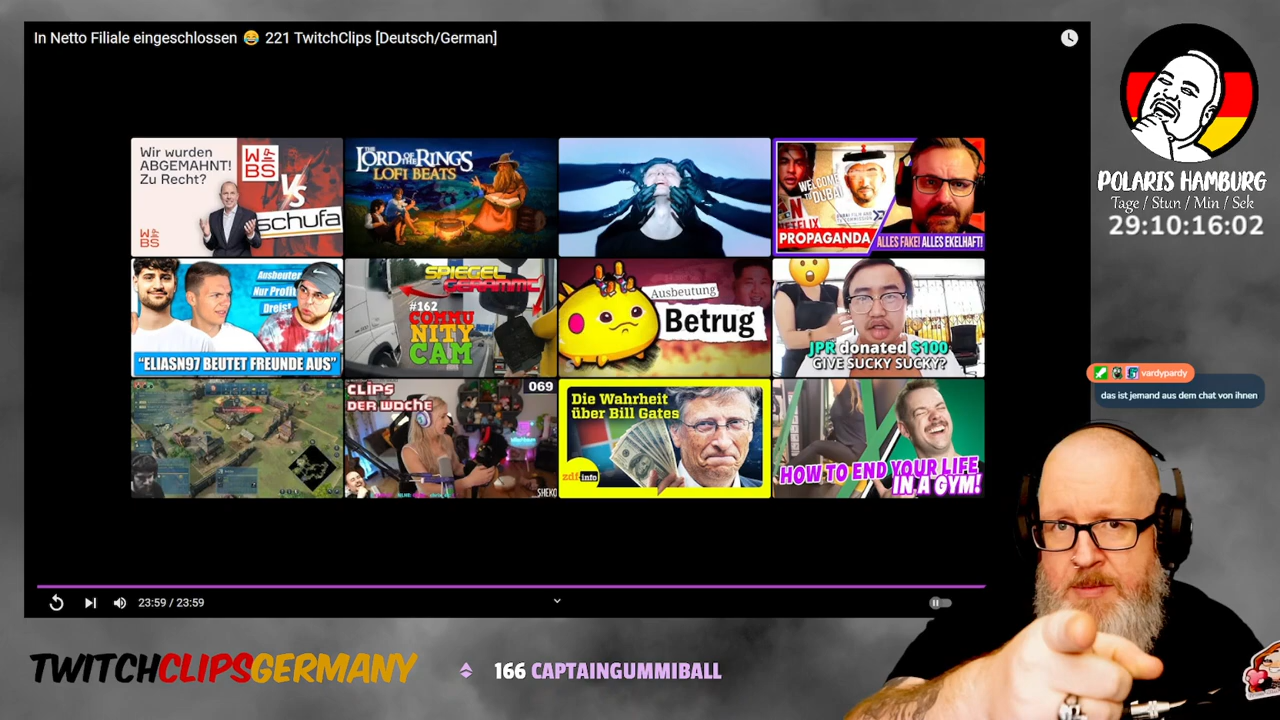 In Netto Filiale eingeschlossen 😂 221 TwitchClips [Deutsch/German]
Wir wurden
ABGEMAHNT!
Zu Recht?
WBS
VS
schufa
WBS
THE
LORD OF THE RINGS
LOFI BEATS
WELCOME
TO DUBAI
NETFLIX
PROPAGANDA
ALLES FAKE! ALLES EKELHAFT!
Ausbeuter
Nur Profit
Dreist
"ELIASN97 BEUTET FREUNDE AUS"
SPIEGEL
GERAMMT
#162
COMMU
NITY
CAM
Ausbeutung
Betrug
JPR donated $100
GIVE SUCKY SUCKY?
CLIPS
DER WOCHE
069
SHEKO
Die Wahrheit
über Bill Gates
zdf info
HOW TO END YOUR LIFE
IN A GYM!
23:59 / 23:59
POLARIS HAMBURG
Tage / Stun / Min / Sek
29:10:16:02
vardypardy
das ist jemand aus dem chat von ihnen
TWITCHCLIPSGERMANY
166 CAPTAINGUMMIBALL